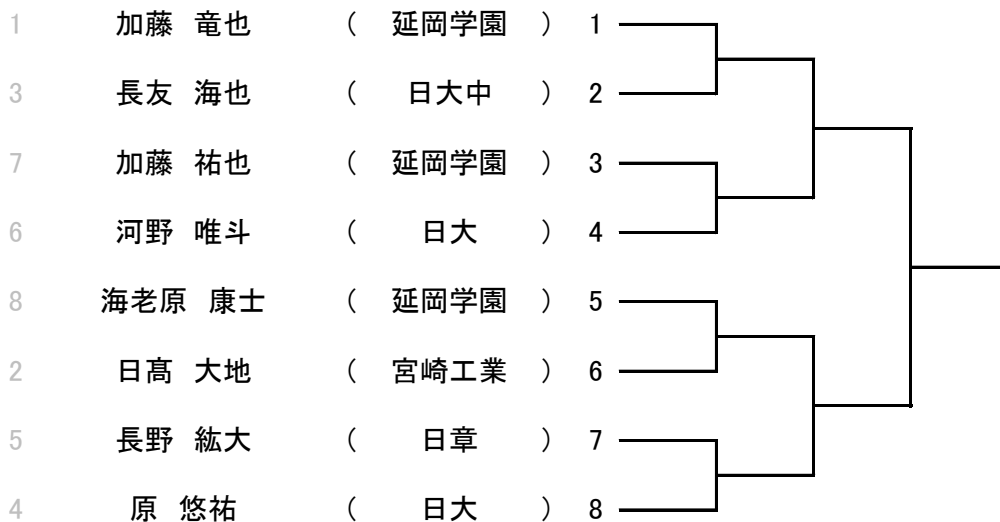 1 加藤 竜也 ( 延岡学園 ) 1
3 長友 海也 ( 日大中 ) 2
7 加藤 祐也 ( 延岡学園 ) 3
6 河野 唯斗 ( 日大 ) 4
8 海老原 康士 ( 延岡学園 ) 5
2 日髙 大地 ( 宮崎工業 ) 6
5 長野 紘大 ( 日章 ) 7
4 原 悠祐 ( 日大 ) 8